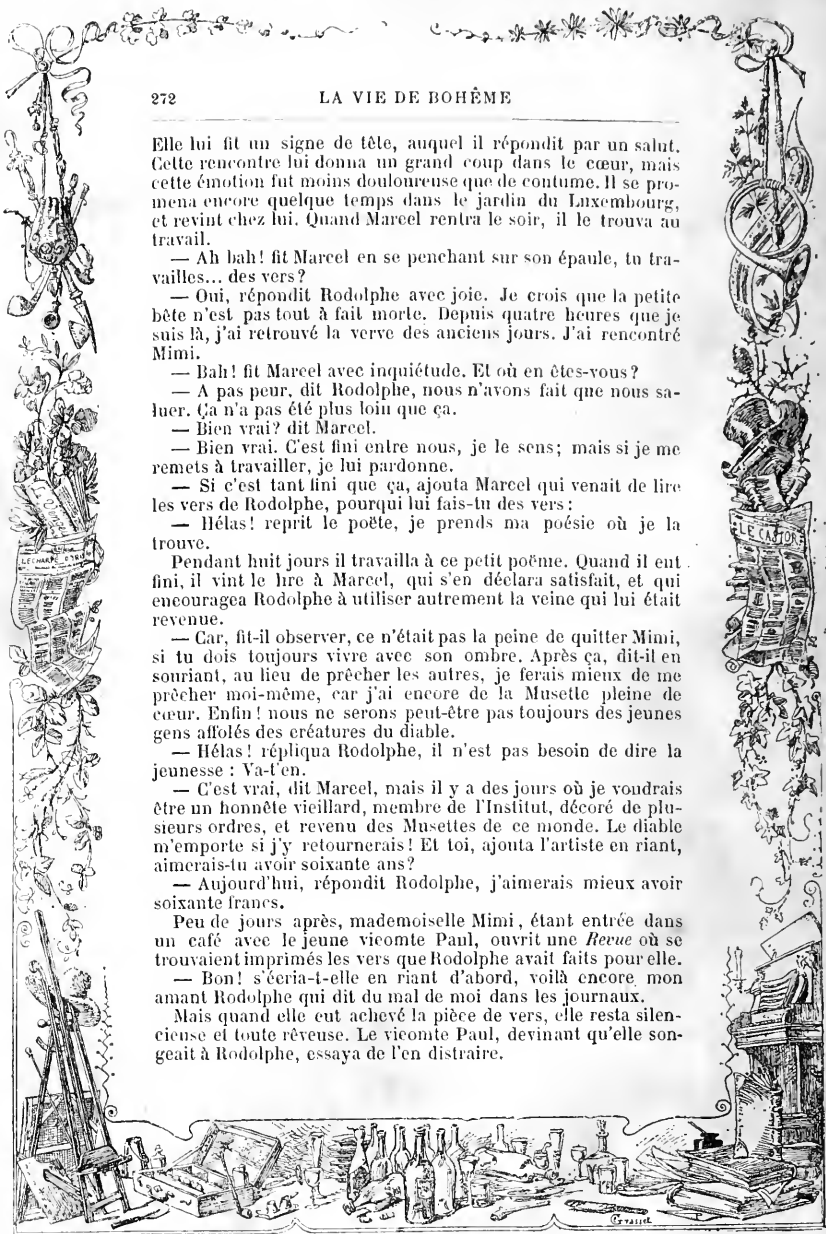 272 LA VIE DE BOHÊME
Elle lui fit un signe de tête, auquel il répondit par un salut.
Cette rencontre lui donna un grand coup dans le cœur, mais
cette émotion fut moins douloureuse que de coutume. Il se pro-
mena encore quelque temps dans le jardin du Luxembourg,
et revint chez lui. Quand Marcel rentra le soir, il le trouva au
travail.
— Ah bah! fit Marcel en se penchant sur son épaule, tu tra-
vailles... des vers?
— Oui, répondit Rodolphe avec joie. Je crois que la petite
bête n'est pas tout à fait morte. Depuis quatre heures que je
suis là, j'ai retrouvé la verve des anciens jours. J'ai rencontré
Mimi.
— Bah! fit Marcel avec inquiétude. Et où en êtes-vous?
— A pas peur, dit Rodolphe, nous n'avons fait que nous sa-
luer. Ça n'a pas été plus loin que ça.
— Bien vrai? dit Marcel.
— Bien vrai. C'est fini entre nous, je le sens; mais si je me
remets à travailler, je lui pardonne.
— Si c'est tant fini que ça, ajouta Marcel qui venait de lire
les vers de Rodolphe, pourqui lui fais-tu des vers:
— Hélas! reprit le poëte, je prends ma poésie où je la
trouve.
Pendant huit jours il travailla à ce petit poëme. Quand il eut
fini, il vint le lire à Marcel, qui s'en déclara satisfait, et qui
encouragea Rodolphe à utiliser autrement la veine qui lui était
revenue.
— Car, fit-il observer, ce n'était pas la peine de quitter Mimi,
si tu dois toujours vivre avec son ombre. Après ça, dit-il en
souriant, au lieu de prêcher les autres, je ferais mieux de me
prêcher moi-même, car j'ai encore de la Musette pleine de
cœur. Enfin! nous ne serons peut-être pas toujours des jeunes
gens affolés des créatures du diable.
— Hélas! répliqua Rodolphe, il n'est pas besoin de dire la
jeunesse : Va-t'en.
— C'est vrai, dit Marcel, mais il y a des jours où je voudrais
être un honnête vieillard, membre de l'Institut, décoré de plu-
sieurs ordres, et revenu des Musettes de ce monde. Le diable
m'emporte si j'y retournerais! Et toi, ajouta l'artiste en riant,
aimerais-tu avoir soixante ans?
— Aujourd'hui, répondit Rodolphe, j'aimerais mieux avoir
soixante francs.
Peu de jours après, mademoiselle Mimi, étant entrée dans
un café avec le jeune vicomte Paul, ouvrit une Revue où se
trouvaient imprimés les vers que Rodolphe avait faits pour elle.
— Bon! s'écria-t-elle en riant d'abord, voilà encore mon
amant Rodolphe qui dit du mal de moi dans les journaux.
Mais quand elle eut achevé la pièce de vers, elle resta silen-
cieuse et toute rêveuse. Le vicomte Paul, devinant qu'elle son-
geait à Rodolphe, essaya de l'en distraire.
LE CASTOR
Grasset